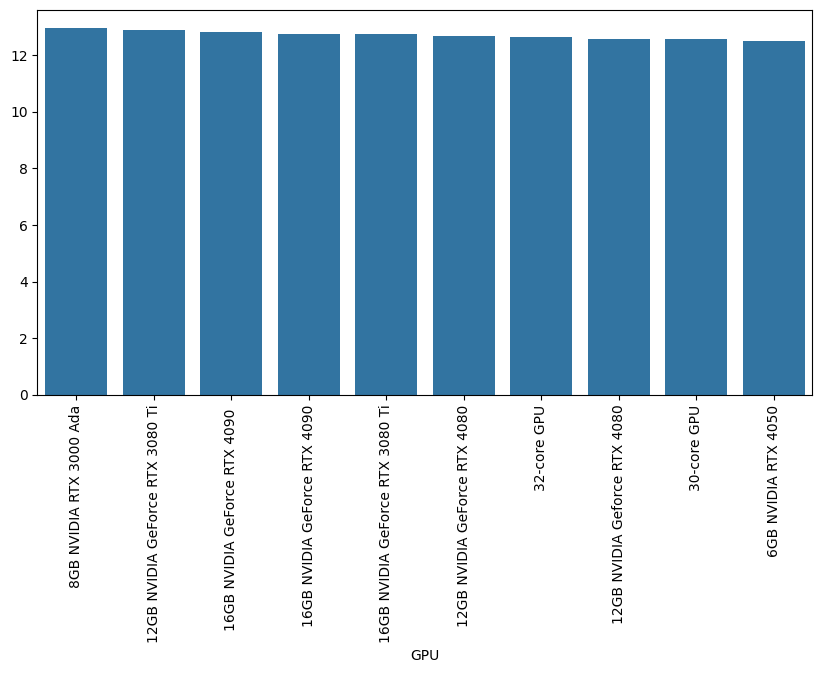 12
10
8
6
4
2
0
8GB NVIDIA RTX 3000 Ada
12GB NVIDIA GeForce RTX 3080 Ti
16GB NVIDIA GeForce RTX 4090
16GB NVIDIA GeForce RTX 4090
16GB NVIDIA GeForce RTX 3080 Ti
12GB NVIDIA GeForce RTX 4080
32-core GPU
12GB NVIDIA Geforce RTX 4080
30-core GPU
6GB NVIDIA RTX 4050
GPU